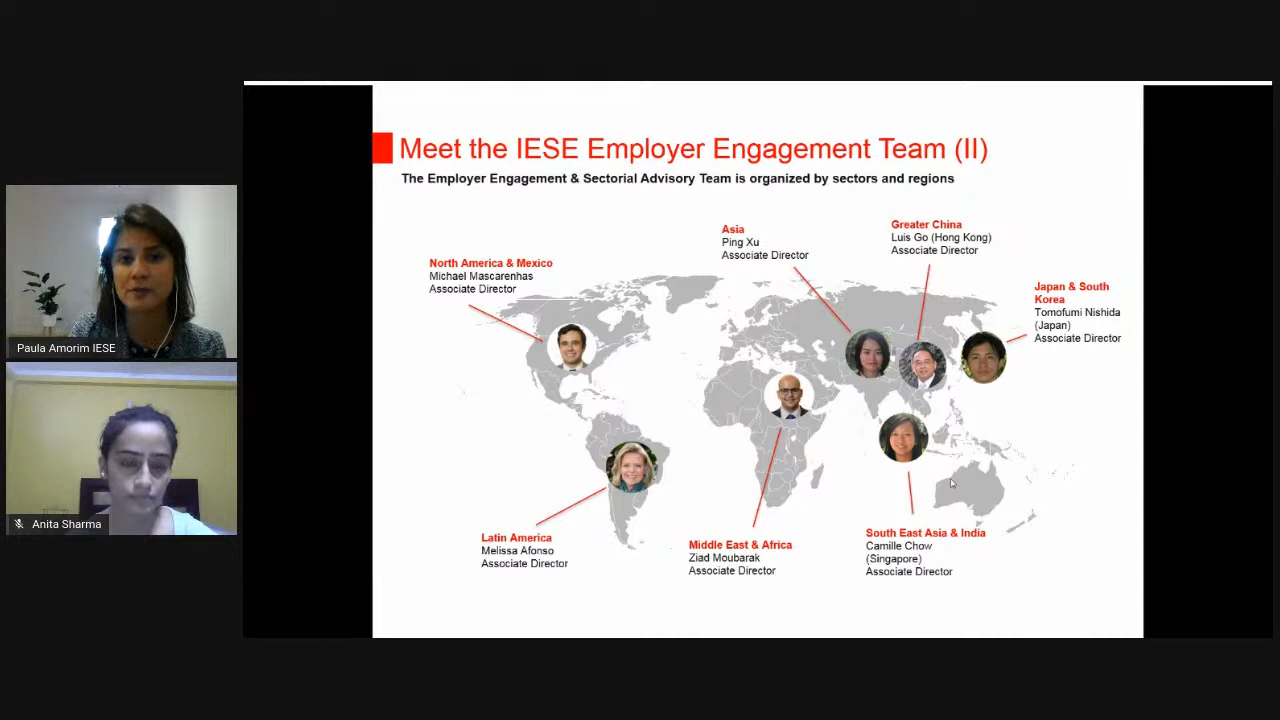 Meet the IESE Employer Engagement Team (II)
The Employer Engagement & Sectorial Advisory Team is organized by sectors and regions
North America & Mexico
Michael Mascarenhas
Associate Director
Asia
Ping Xu
Associate Director
Greater China
Luis Go (Hong Kong)
Associate Director
Japan & South
Korea
Tomofumi Nishida
(Japan)
Associate Director
Latin America
Melissa Afonso
Associate Director
Middle East & Africa
Ziad Moubarak
Associate Director
South East Asia & India
Camille Chow
(Singapore)
Associate Director
Paula Amorim IESE
Anita Sharma